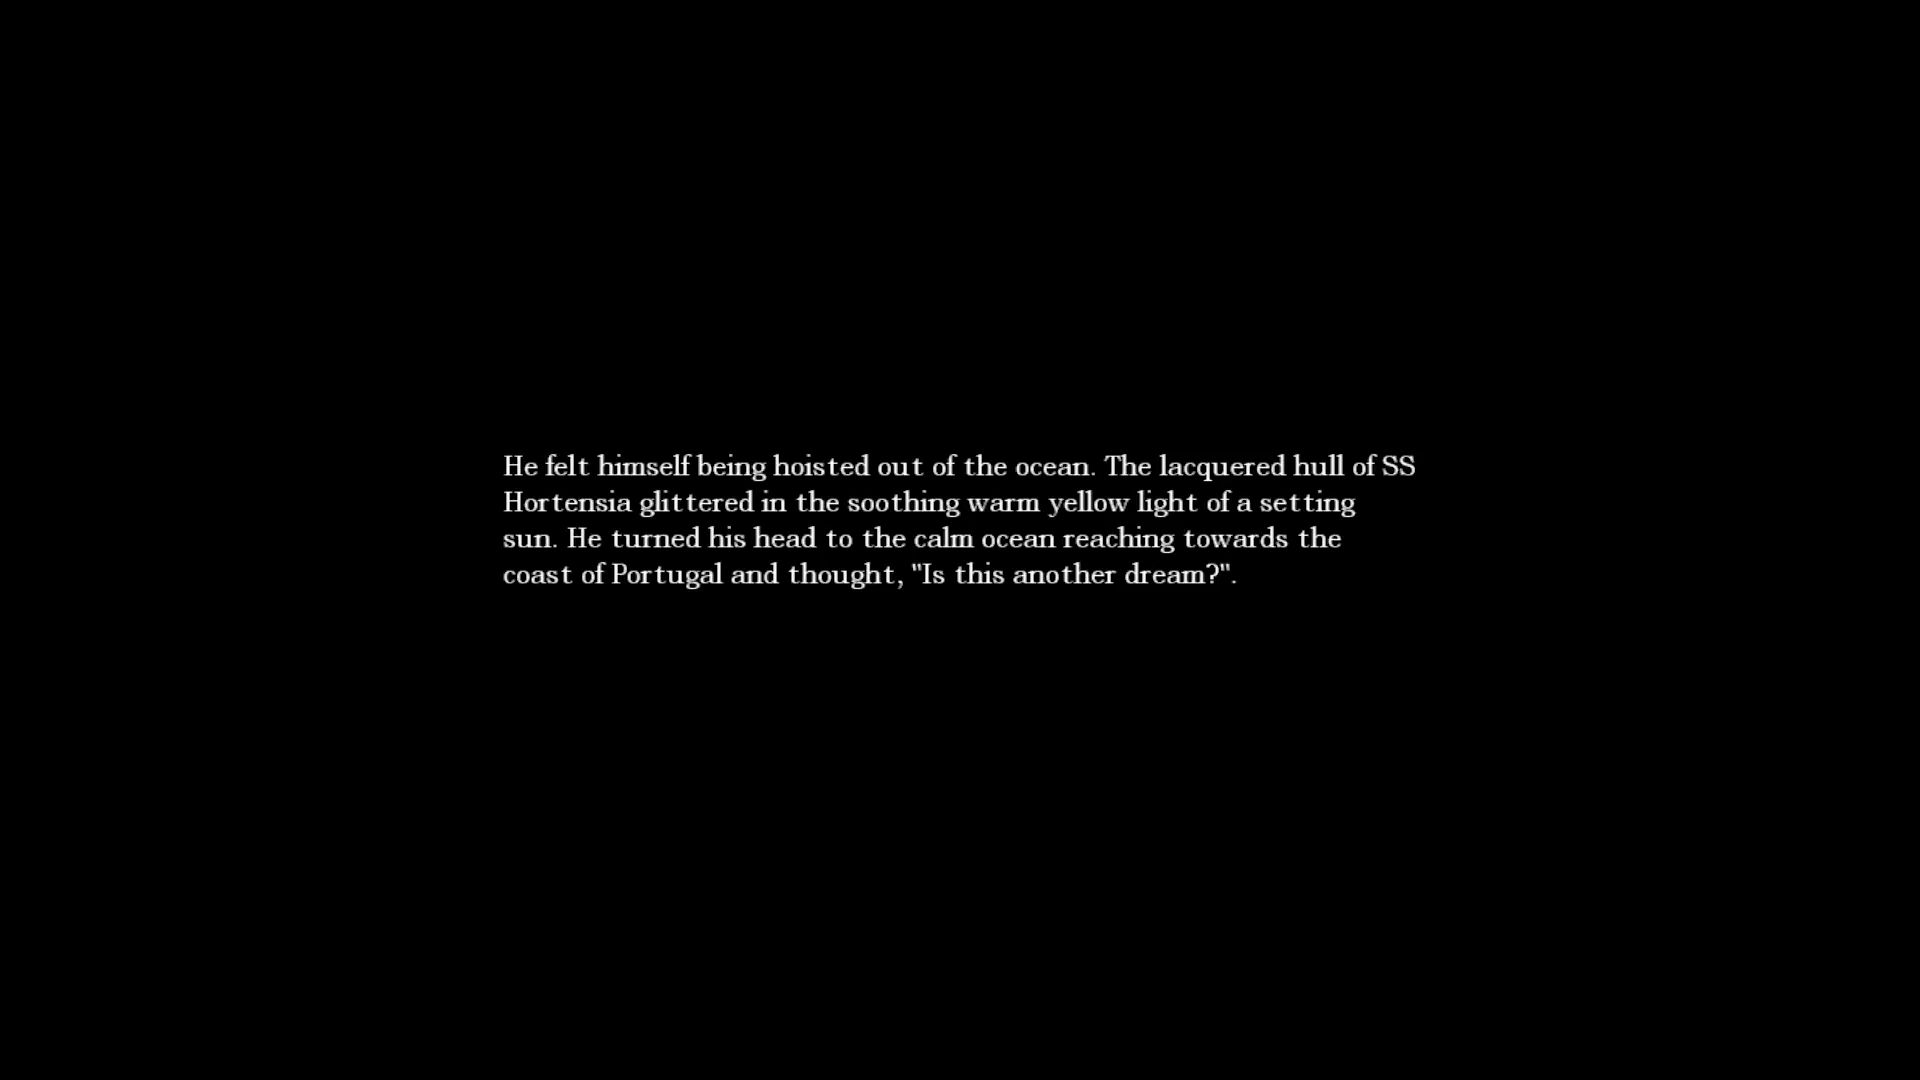 He felt himself being hoisted out of the ocean. The lacquered hull of SS
Hortensia glittered in the soothing warm yellow light of a setting
sun. He turned his head to the calm ocean reaching towards the
coast of Portugal and thought, "Is this another dream?".